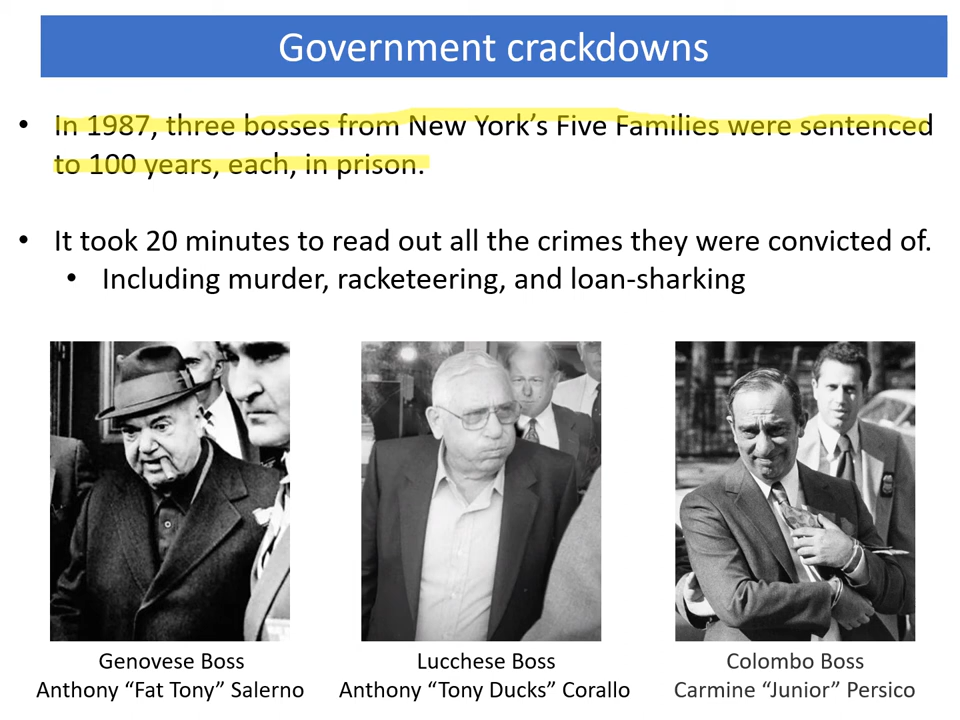 Government crackdowns
• In 1987, three bosses from New York’s Five Families were sentenced
to 100 years, each, in prison.
• It took 20 minutes to read out all the crimes they were convicted of.
• Including murder, racketeering, and loan-sharking
Genovese Boss
Anthony “Fat Tony” Salerno
Lucchese Boss
Anthony “Tony Ducks” Corallo
Colombo Boss
Carmine “Junior” Persico